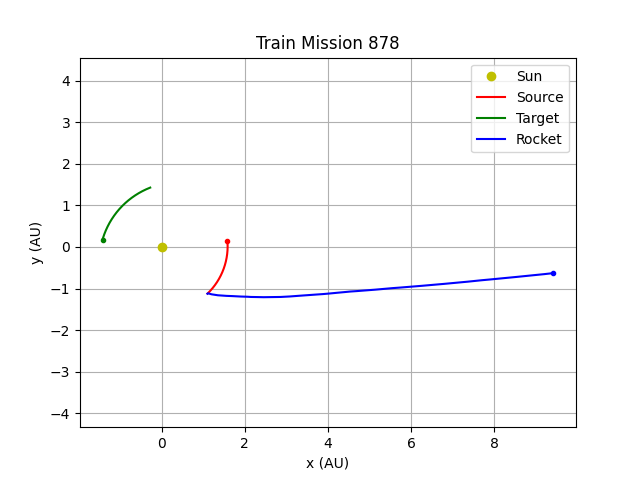 Train Mission 878
Sun
Source
Target
Rocket
4
3
2
1
0
−1
−2
−3
−4
y (AU)
0
2
4
6
8
x (AU)